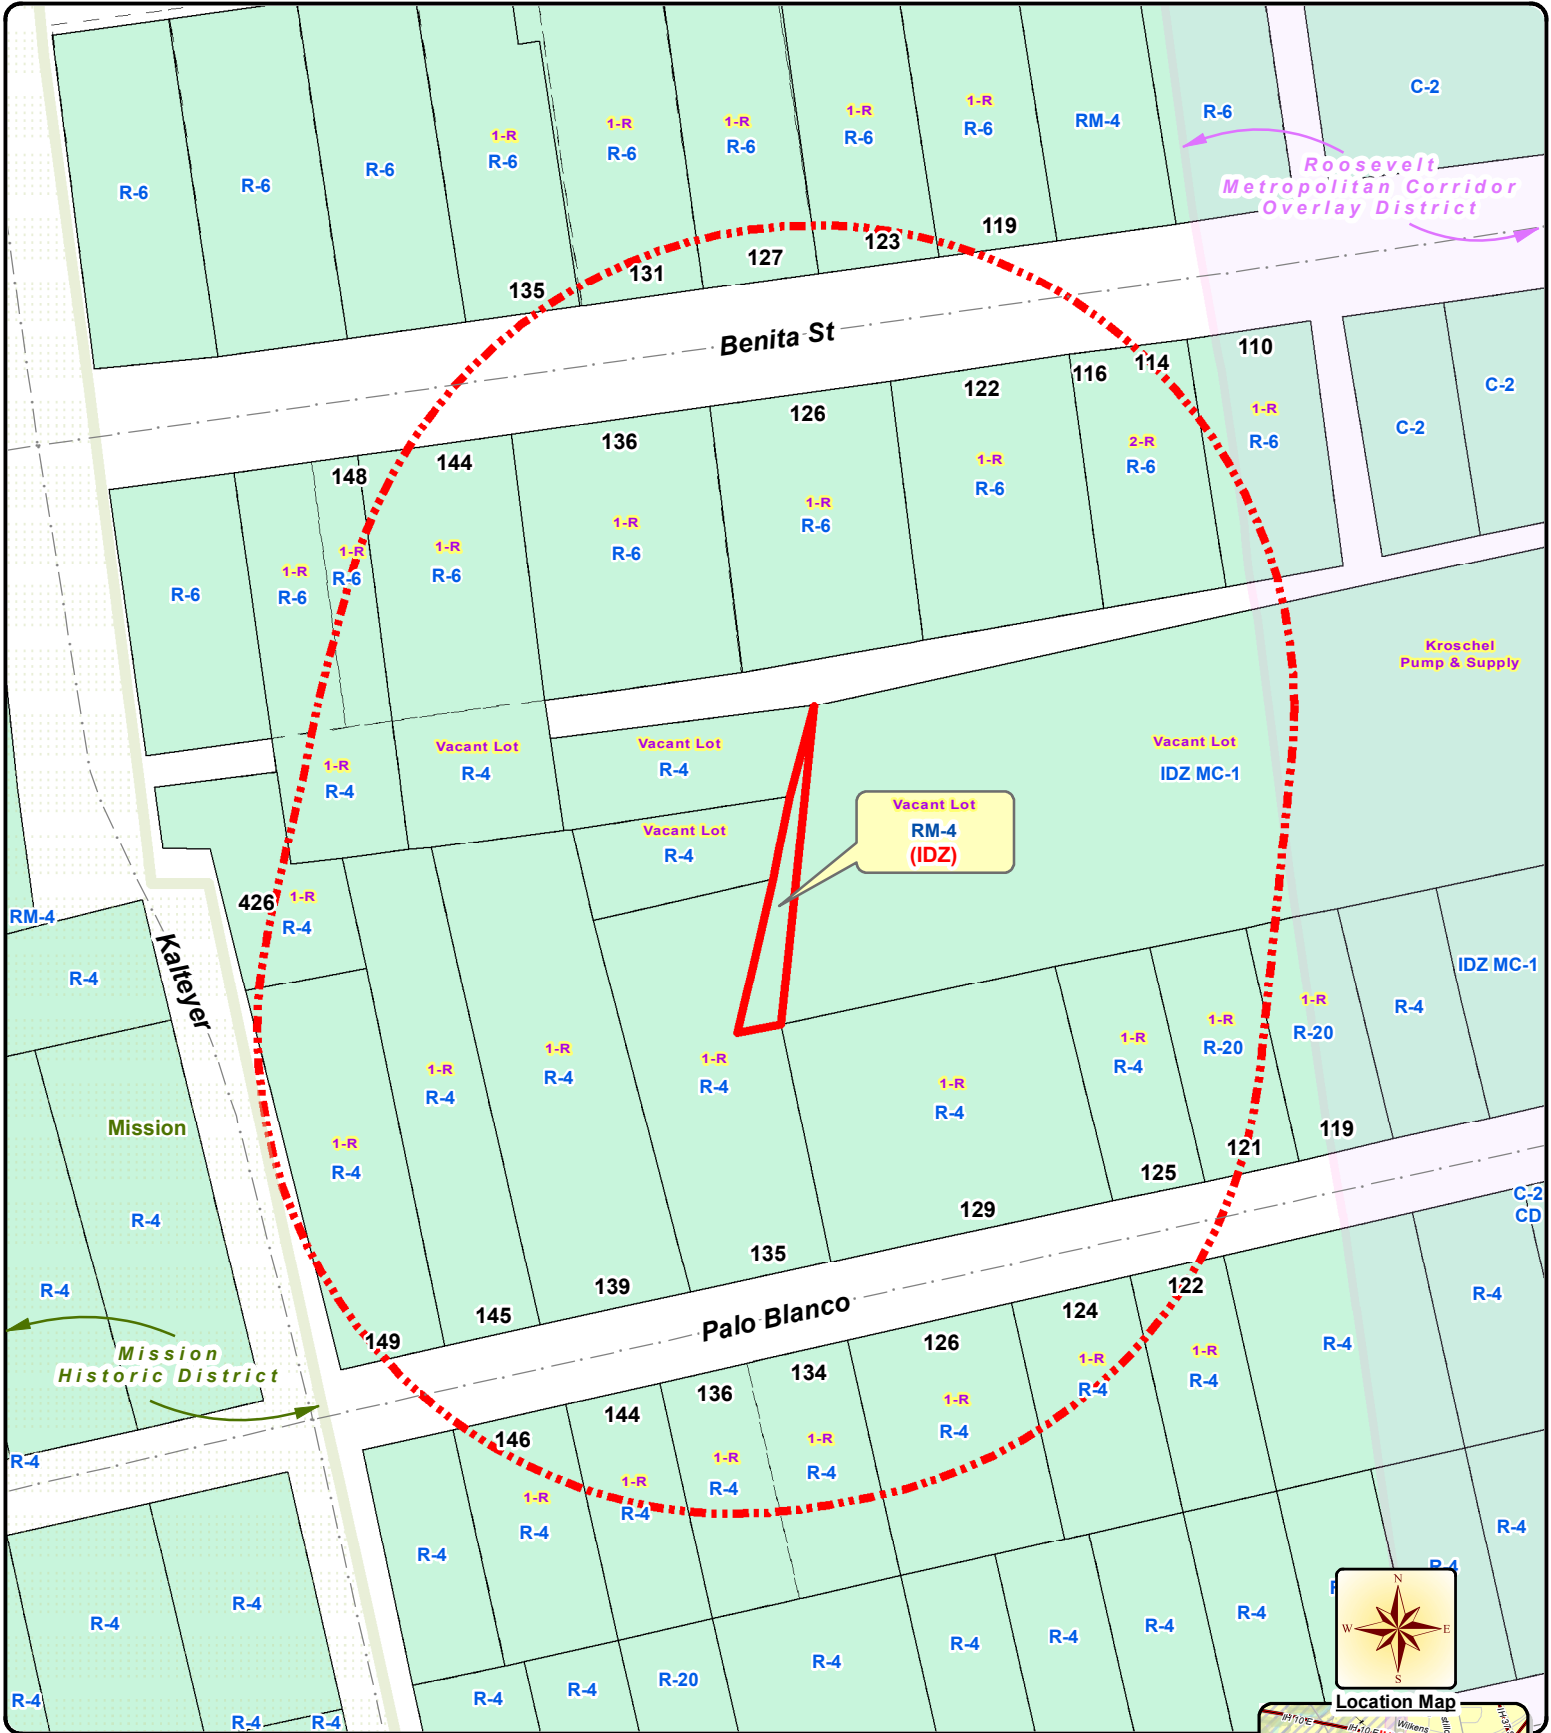 C-2
R-6
RM-4
1-R
R-6
1-R
R-6
1-R
R-6
1-R
R-6
1-R
R-6
R-6
R-6
R-6
Roosevelt
Metropolitan Corridor
Overlay District
119
123
127
131
135
Benita St
110
114
116
122
126
136
144
148
C-2
C-2
1-R
R-6
2-R
R-6
1-R
R-6
1-R
R-6
1-R
R-6
1-R
R-6
1-R
R-6
1-R
R-6
R-6
Kroschel
Pump & Supply
Vacant Lot
IDZ MC-1
Vacant Lot
R-4
Vacant Lot
R-4
1-R
R-4
Vacant Lot
R-4
Vacant Lot
RM-4
(IDZ)
426
1-R
R-4
RM-4
R-4
Kalteyer
IDZ MC-1
R-4
1-R
R-20
1-R
R-20
1-R
R-4
1-R
R-4
1-R
R-4
1-R
R-4
1-R
R-4
1-R
R-4
Mission
R-4
R-4
119
121
125
129
135
139
145
149
Palo Blanco
C-2
CD
Mission
Historic District
122
124
126
134
136
144
146
R-4
R-4
1-R
R-4
1-R
R-4
1-R
R-4
1-R
R-4
1-R
R-4
1-R
R-4
1-R
R-4
R-4
R-4
R-4
R-4
R-4
R-4
R-4
R-4
R-4
R-4
R-4
R-4
R-4
R-20
R-4
R-4
R-4
R-4
N
W
E
S
Location Map
IH 10 E
IH 10 E
Wilkens